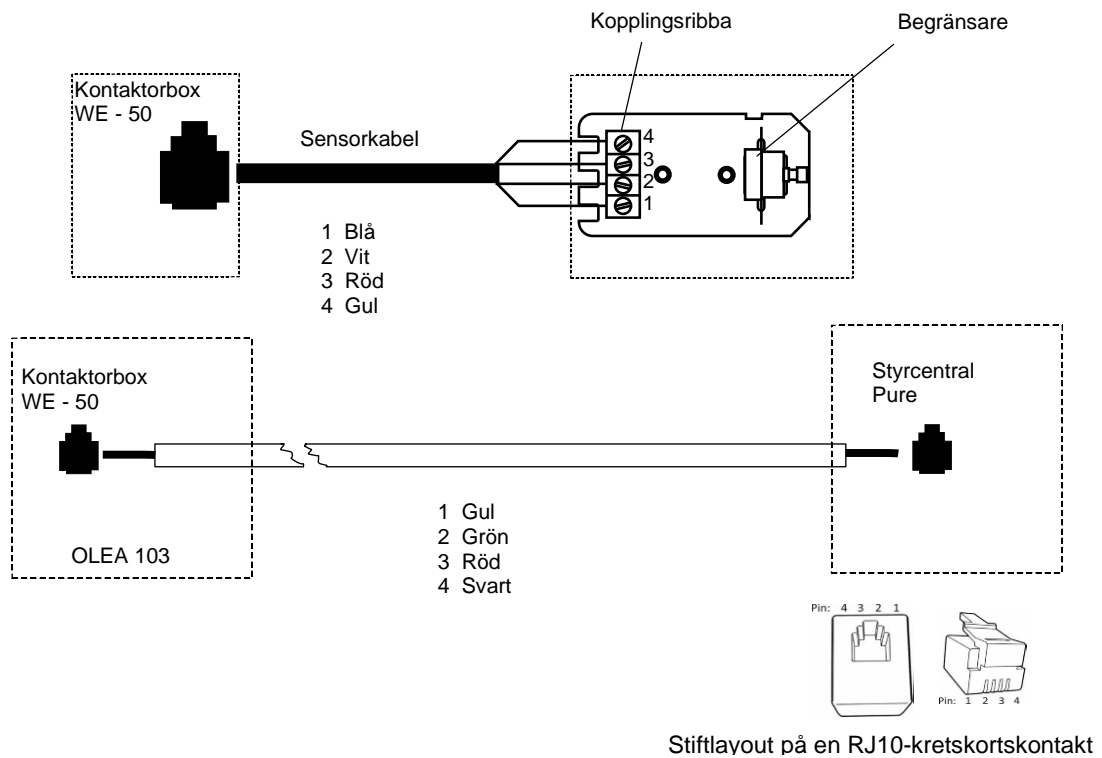 Kopplingsribba
Begränsare
Kontaktorbox
WE - 50
Sensorkabel
4
3
2
1
1 Blå
2 Vit
3 Röd
4 Gul
Kontaktorbox
WE - 50
Styrcentral
Pure
1 Gul
2 Grön
3 Röd
4 Svart
OLEA 103
Pin: 4 3 2 1
Pin: 1 2 3 4
Stiftlayout på en RJ10-kretskortskontakt